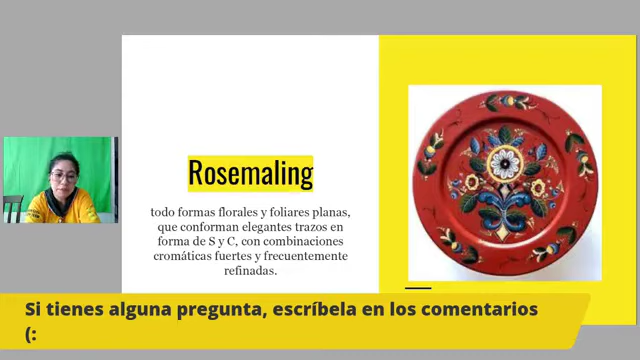 Rosemaling
todo formas florales y foliares planas,
que conforman elegantes trazos en
forma de S y C, con combinaciones
cromáticas fuertes y frecuentemente
refinadas.
Si tienes alguna pregunta, escríbela en los comentarios
(: